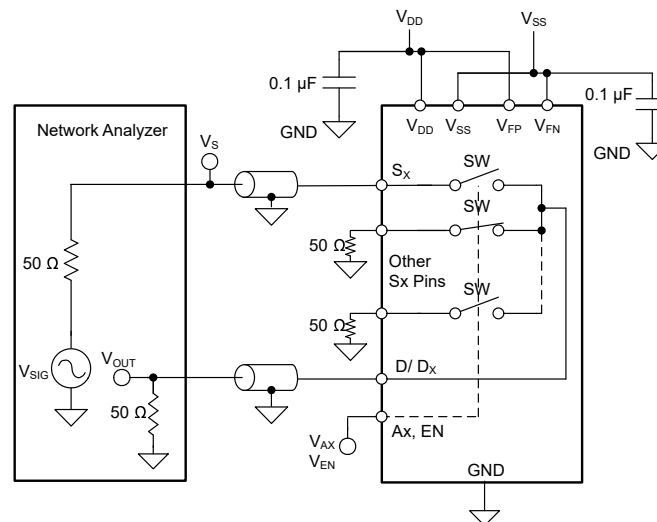 V_DD
V_SS
0.1 µF
0.1 µF
GND
V_DD
V_SS
V_FP
V_FN
GND
Network Analyzer
V_S
S_X
SW
50 Ω
50 Ω
SW
Other
Sx Pins
SW
50 Ω
V_SIG
V_OUT
50 Ω
D/ D_X
Ax, EN
V_AX
V_EN
GND